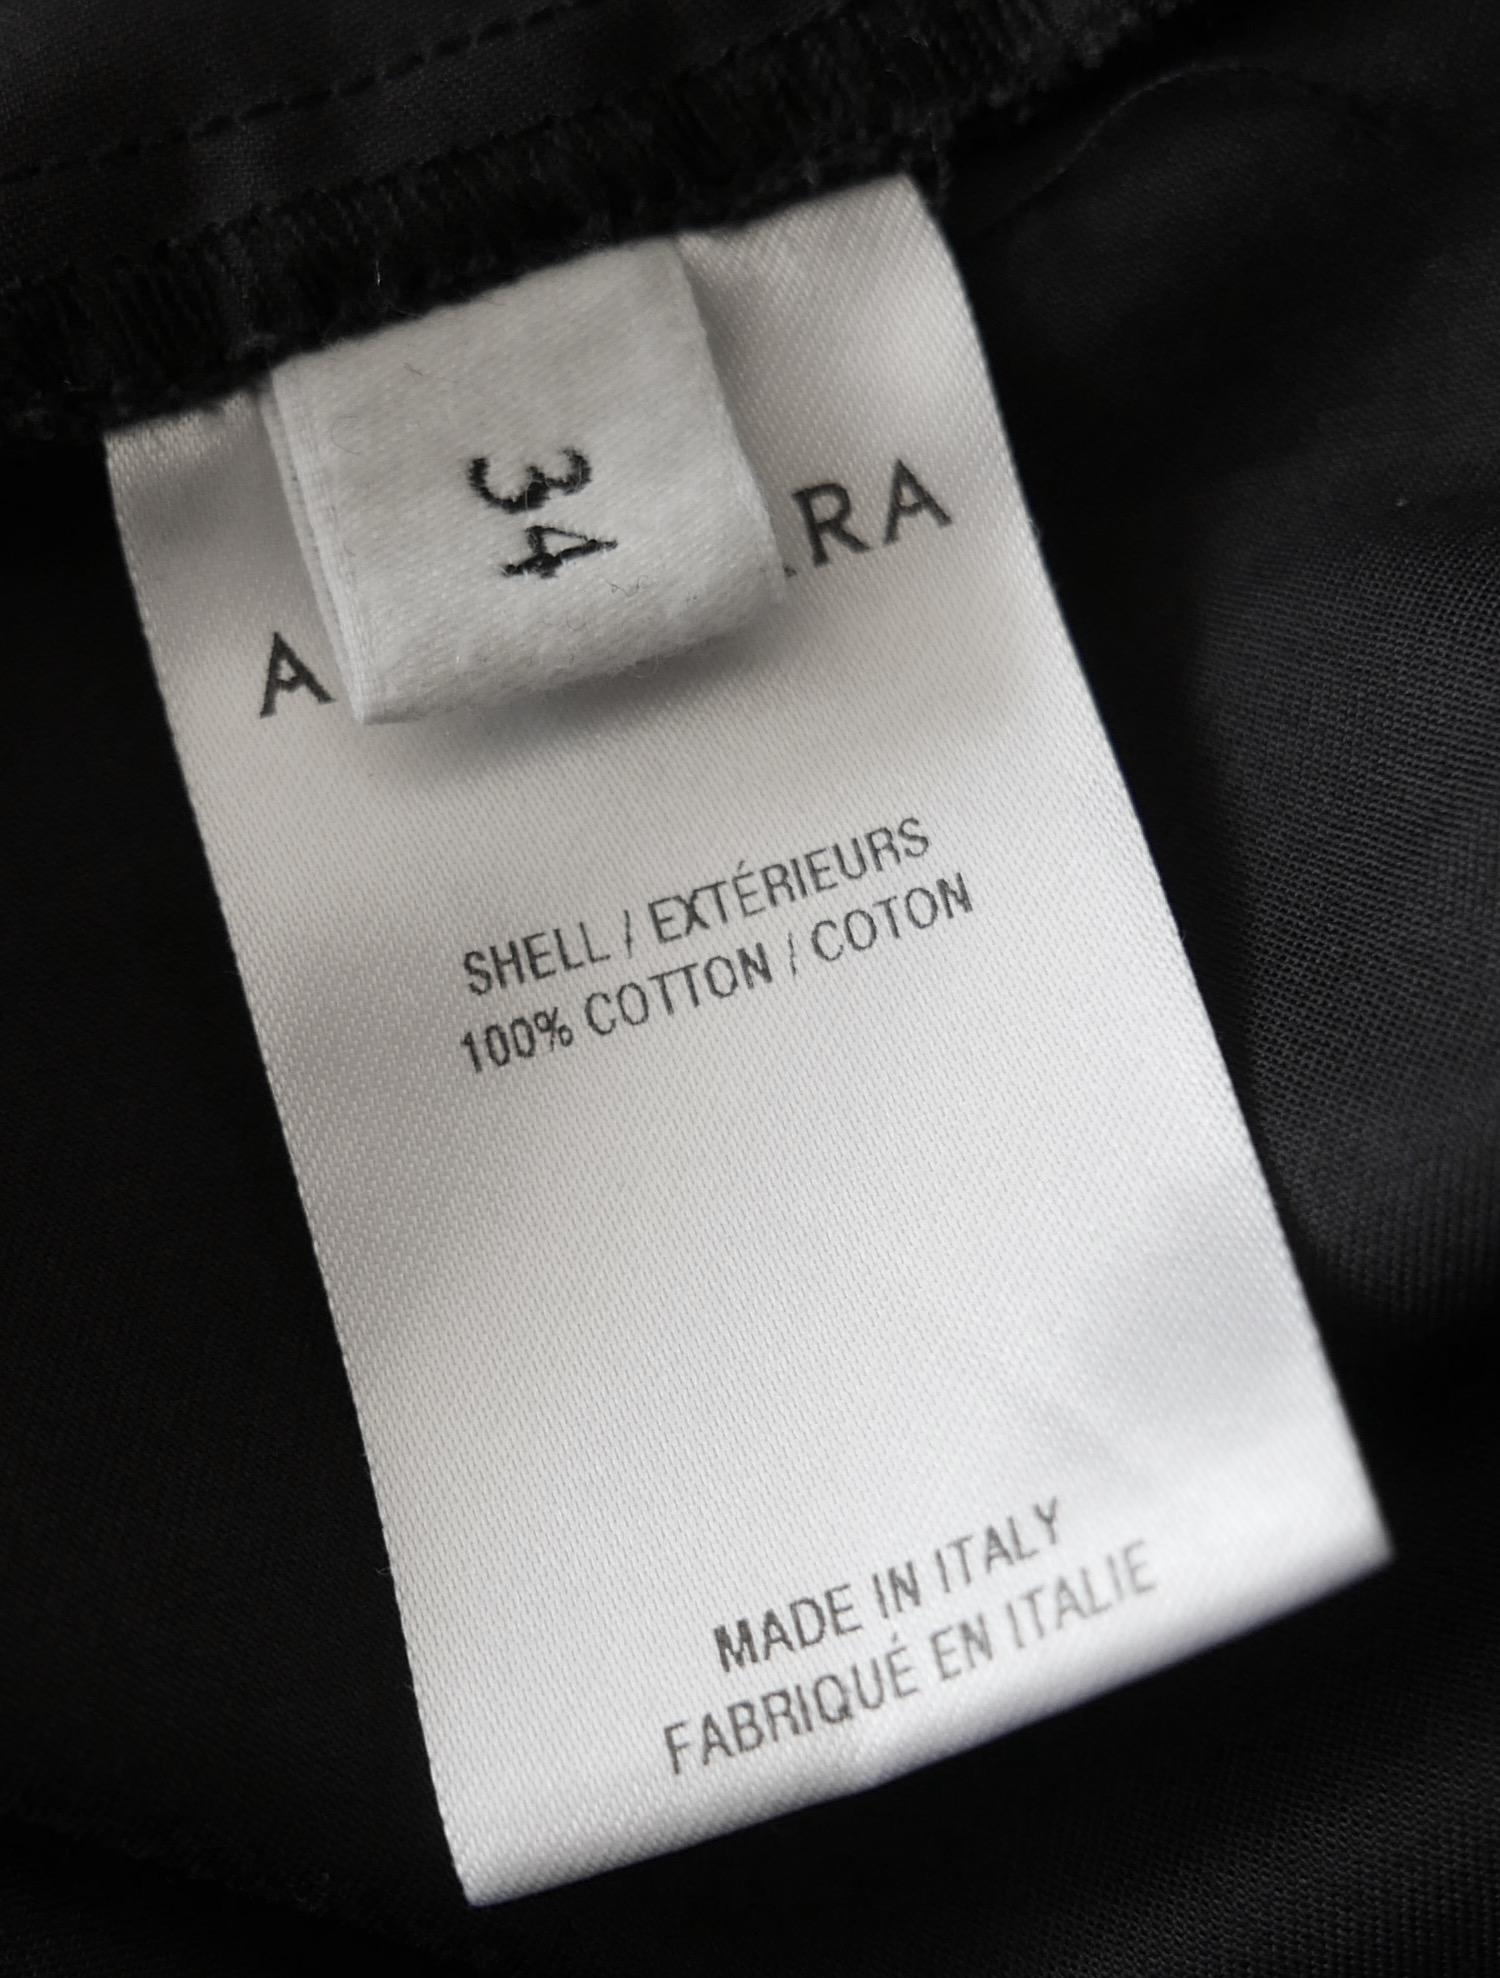 34
A RA
SHELL / EXTÉRIEURS
100% COTTON / COTON
MADE IN ITALY
FABRIQUÉ EN ITALIE